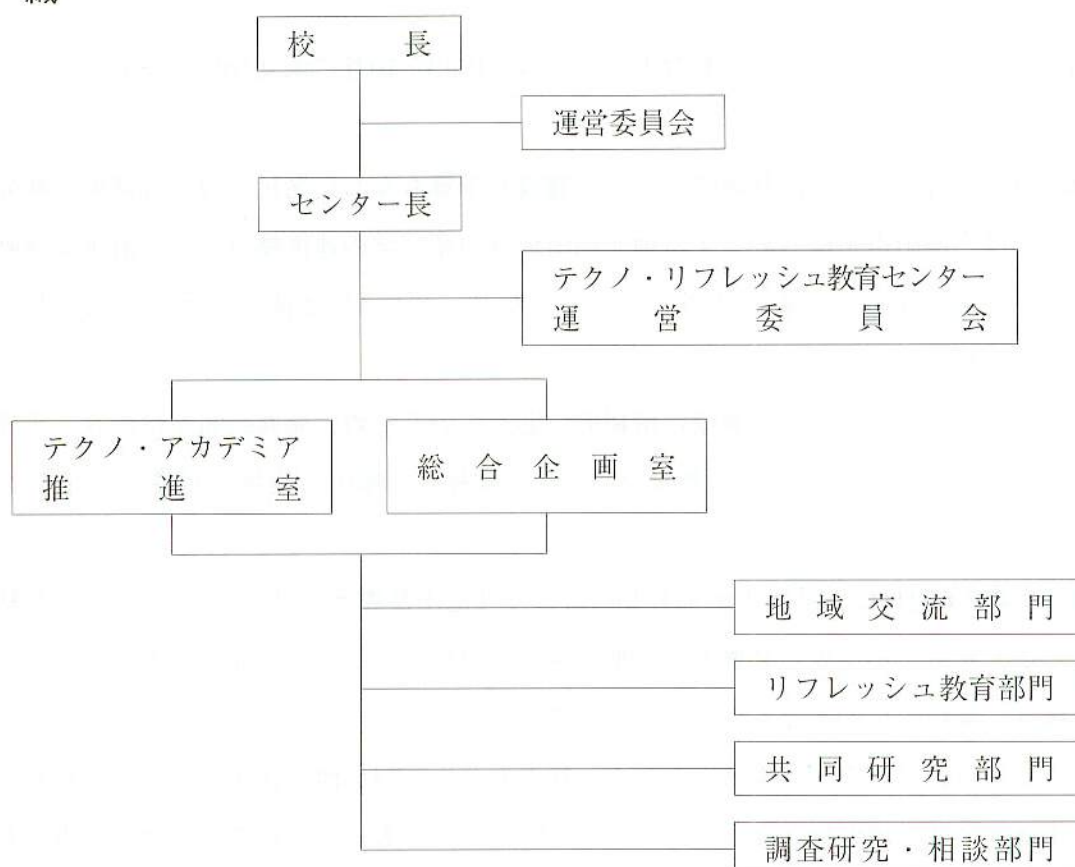 校長
運営委員会
センター長
テクノ・リフレッシュ教育センター
運営委員会
テクノ・アカデミア
推進室
総合企画室
地域交流部門
リフレッシュ教育部門
共同研究部門
調査研究・相談部門